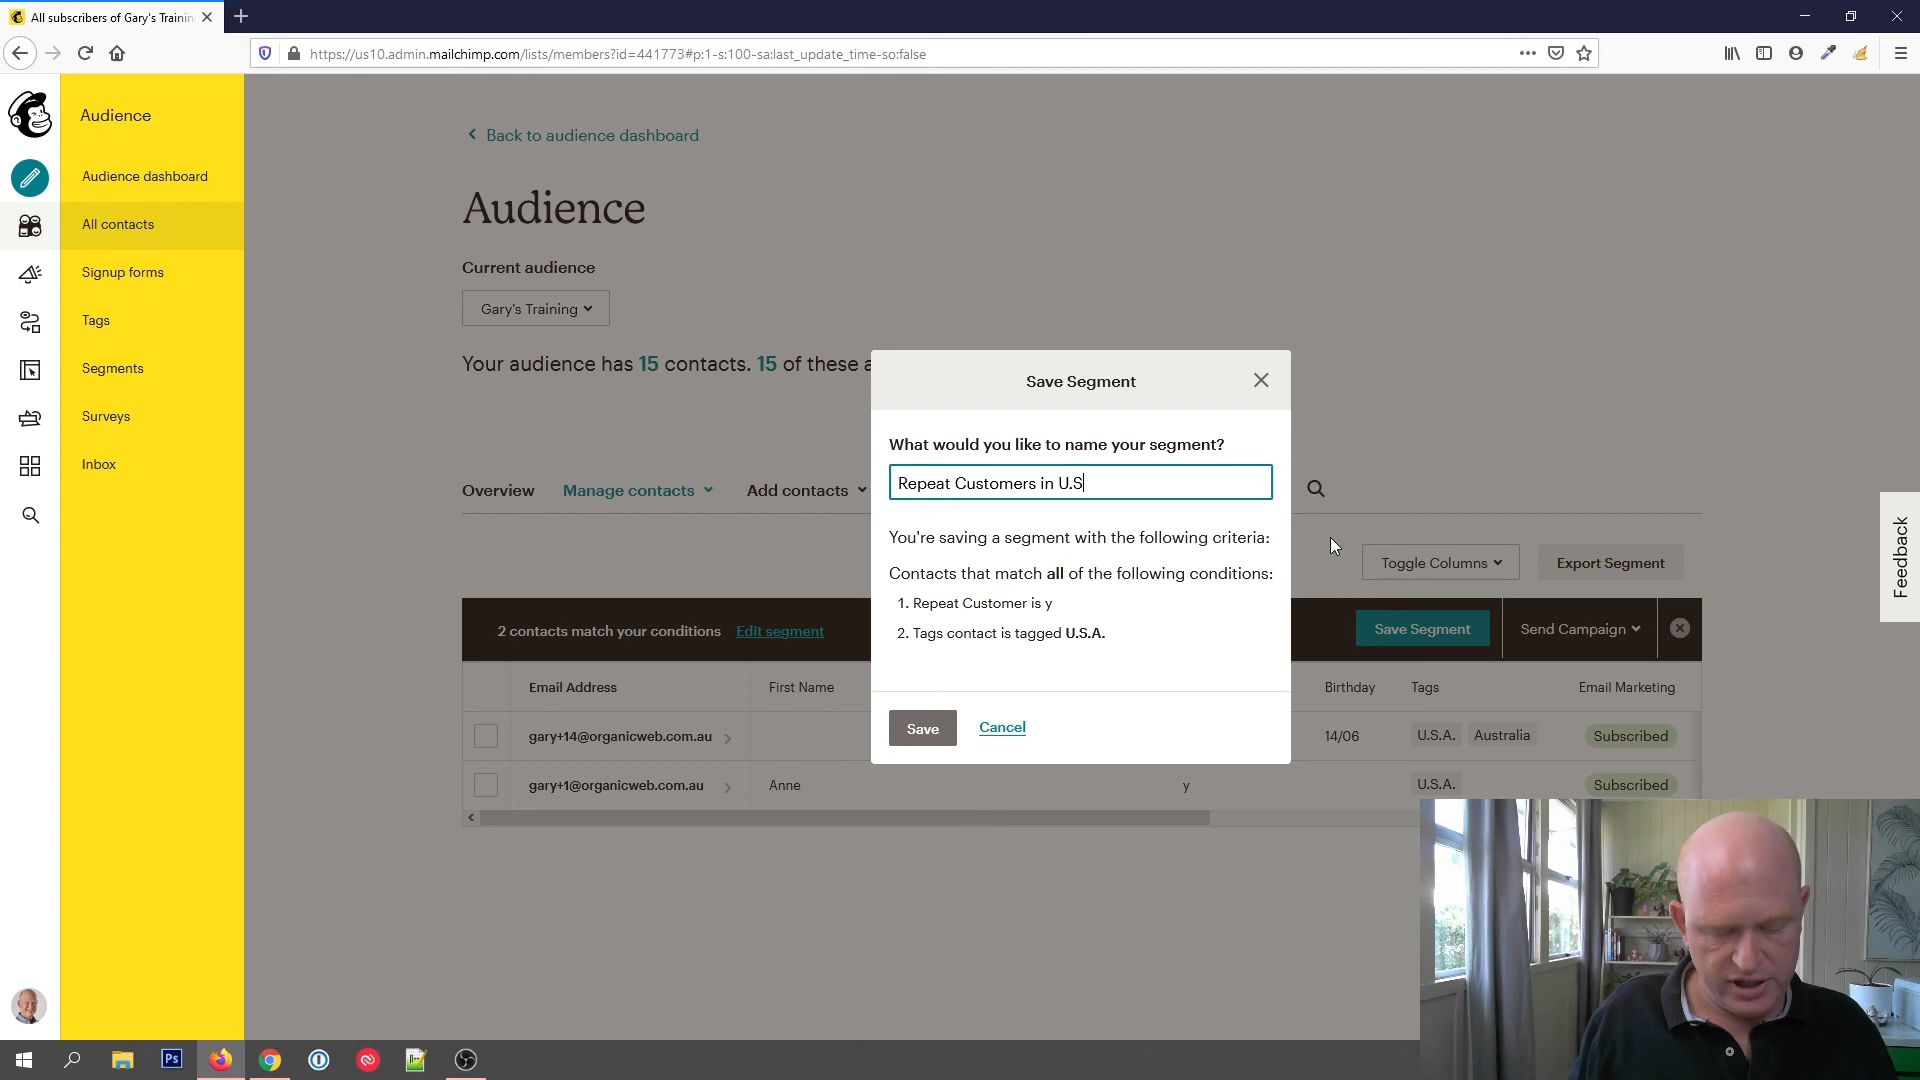 All subscribers of Gary's Trainin
https://us10.admin.mailchimp.com/lists/members?id=441773#p:1-s:100-sa:last_update_time-so:false
Audience
Audience dashboard
All contacts
Signup forms
Tags
Segments
Surveys
Inbox
Back to audience dashboard
Audience
Current audience
Gary's Training
Your audience has 15 contacts. 15 of these a
Overview
Manage contacts
Add contacts
Toggle Columns
Export Segment
2 contacts match your conditions
Edit segment
Save Segment
Send Campaign
Email Address
First Name
Birthday
Tags
Email Marketing
gary+14@organicweb.com.au
14/06
U.S.A.
Australia
Subscribed
gary+1@organicweb.com.au
Anne
y
U.S.A.
Subscribed
Save Segment
What would you like to name your segment?
Repeat Customers in U.S
You're saving a segment with the following criteria:
Contacts that match all of the following conditions:
1. Repeat Customer is y
2. Tags contact is tagged U.S.A.
Save
Cancel
Feedback
Ps